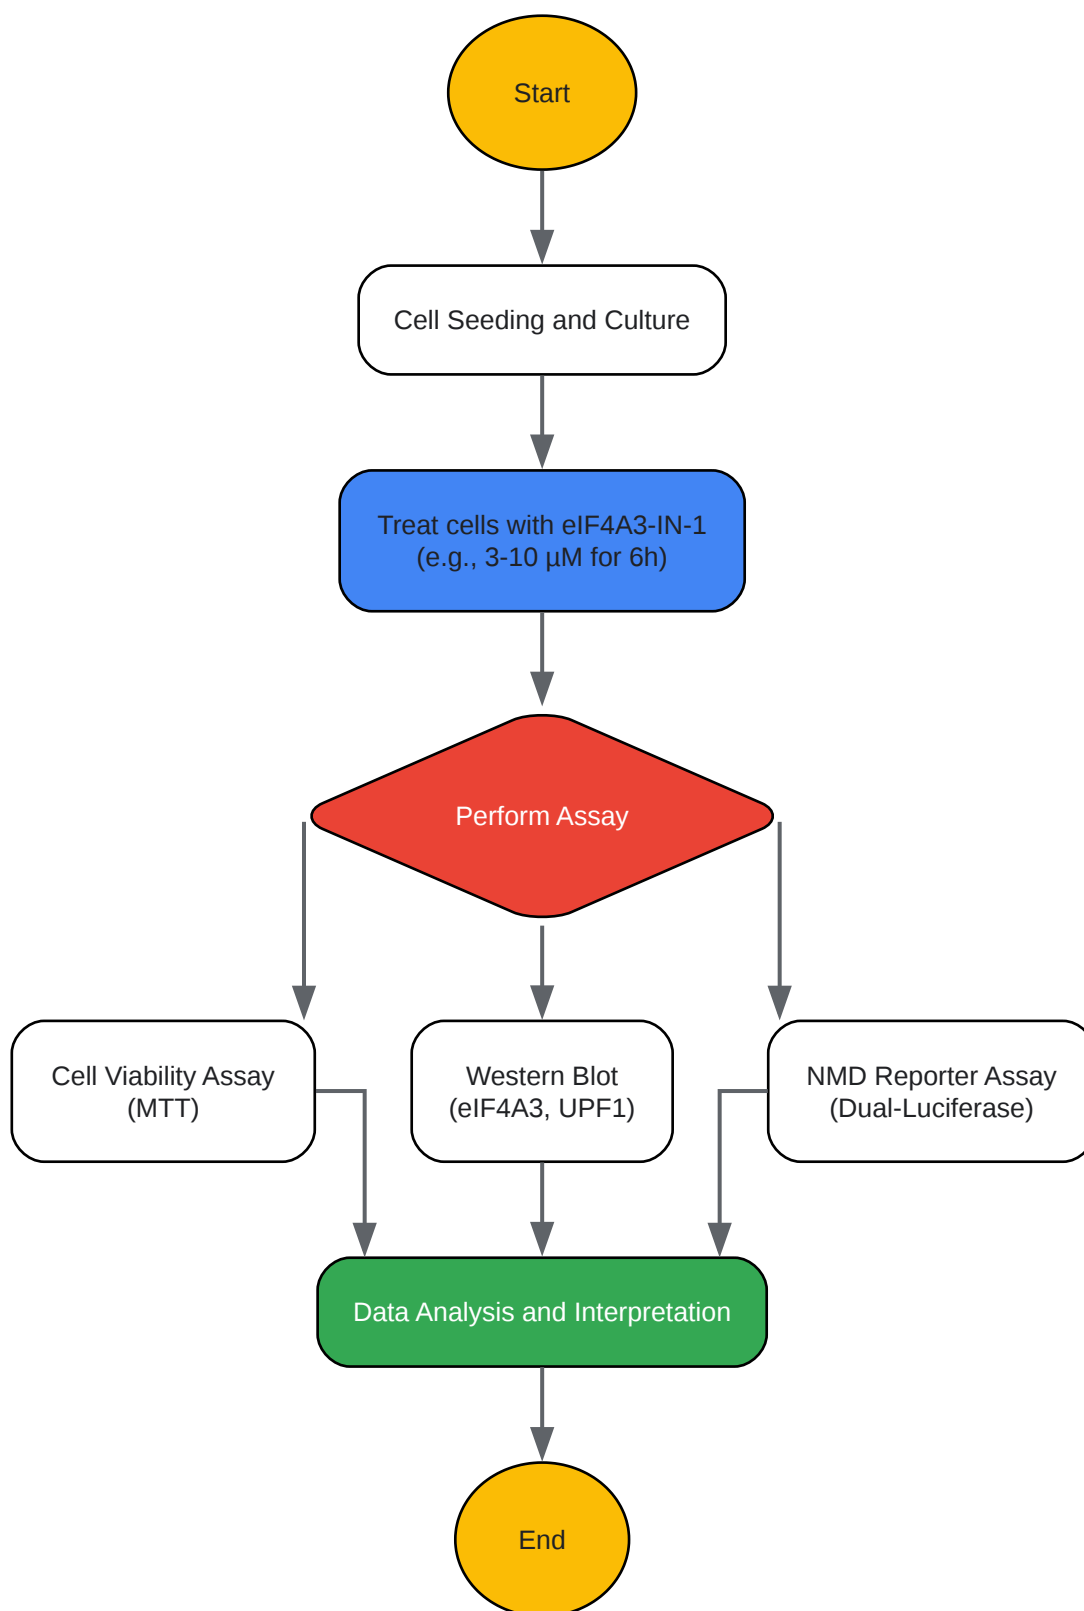 Start
Cell Seeding and Culture
Treat cells with eIF4A3-IN-1
(e.g., 3-10 µM for 6h)
Perform Assay
Cell Viability Assay
(MTT)
Western Blot
(eIF4A3, UPF1)
NMD Reporter Assay
(Dual-Luciferase)
Data Analysis and Interpretation
End